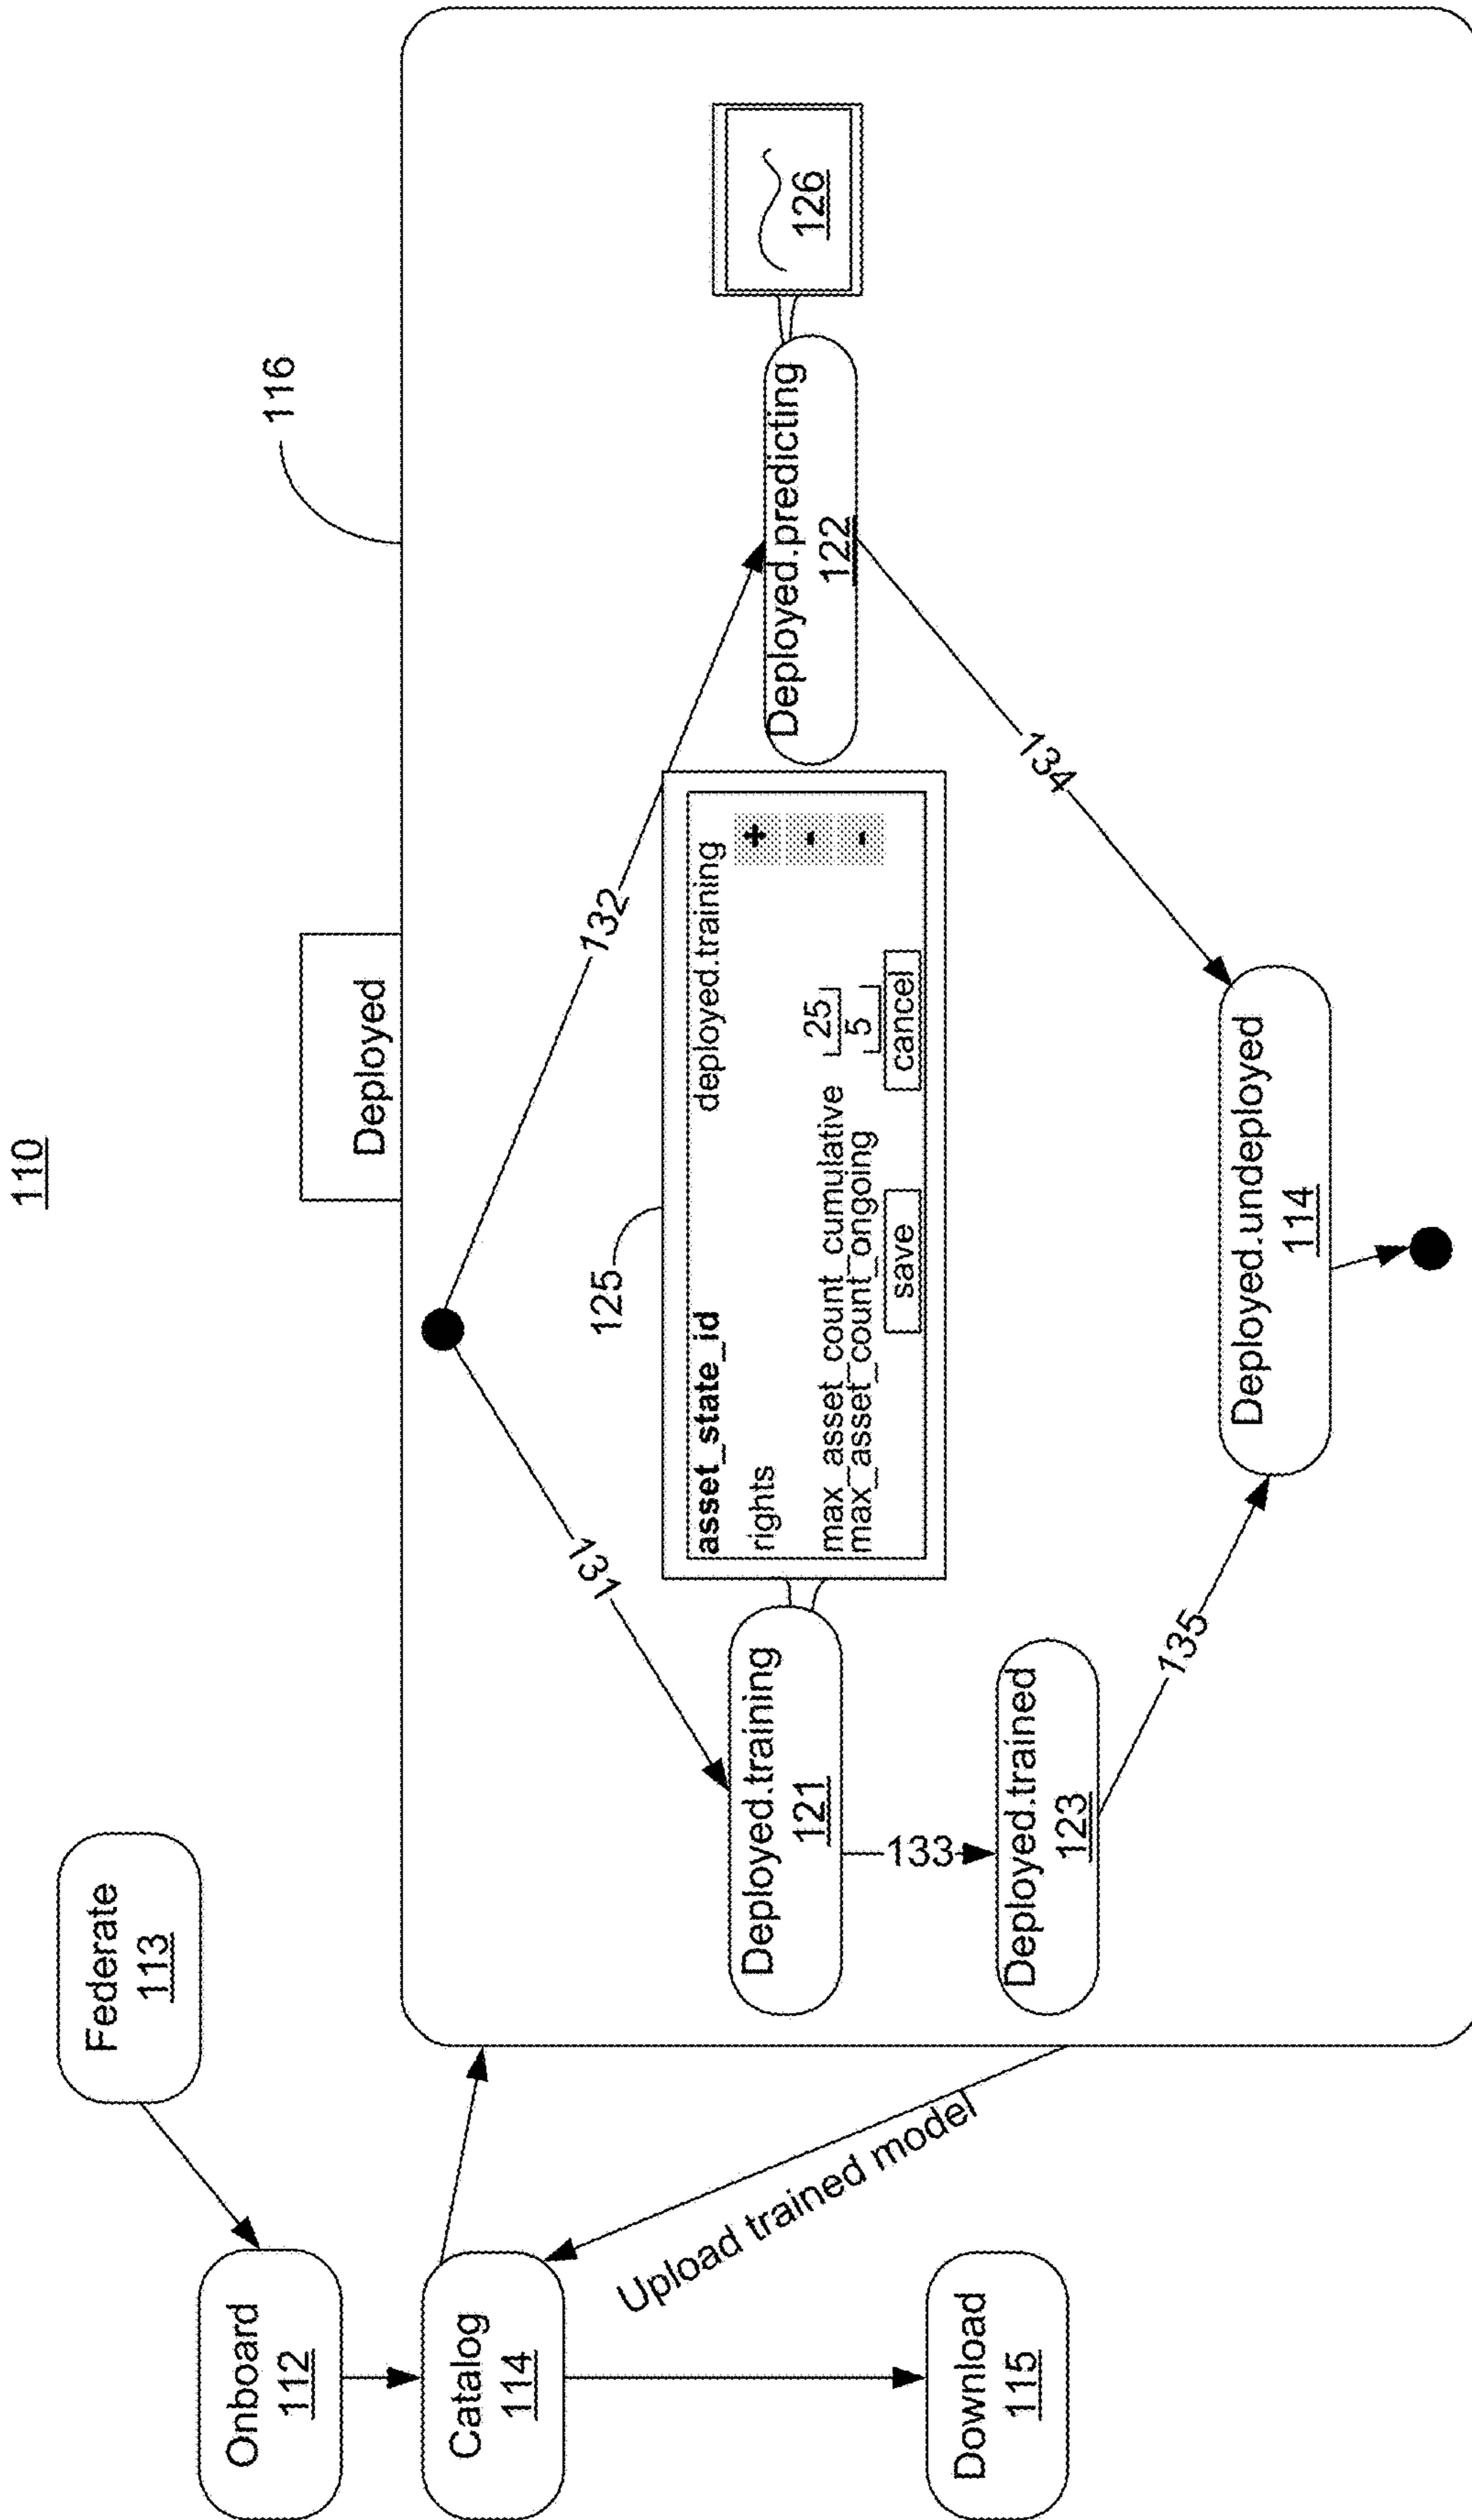 110
Federate
113
Onboard
112
Catalog
114
Download
115
Upload trained model
Deployed
116
131
132
125
asset_state_id deployed.training
rights +
max_asset_count_cumulative 25 -
max_asset_count_ongoing 5 -
save cancel
Deployed.training
121
Deployed.predicting
122
126
133
Deployed.trained
123
134
135
Deployed.undeployed
114